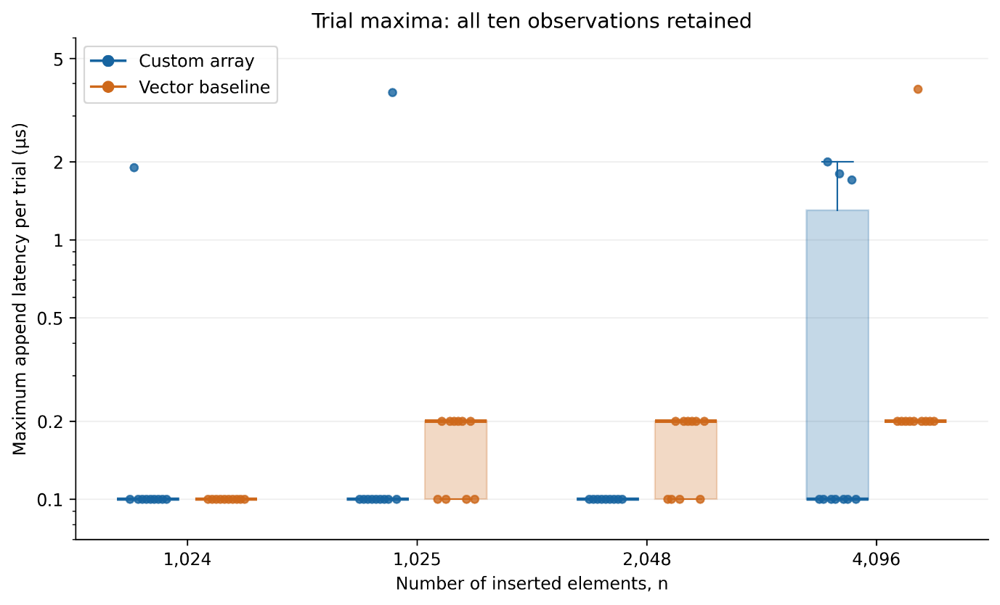 Trial maxima: all ten observations retained
Custom array
Vector baseline
Maximum append latency per trial (µs)
5
2
1
0.5
0.2
0.1
1,024
1,025
2,048
4,096
Number of inserted elements, n